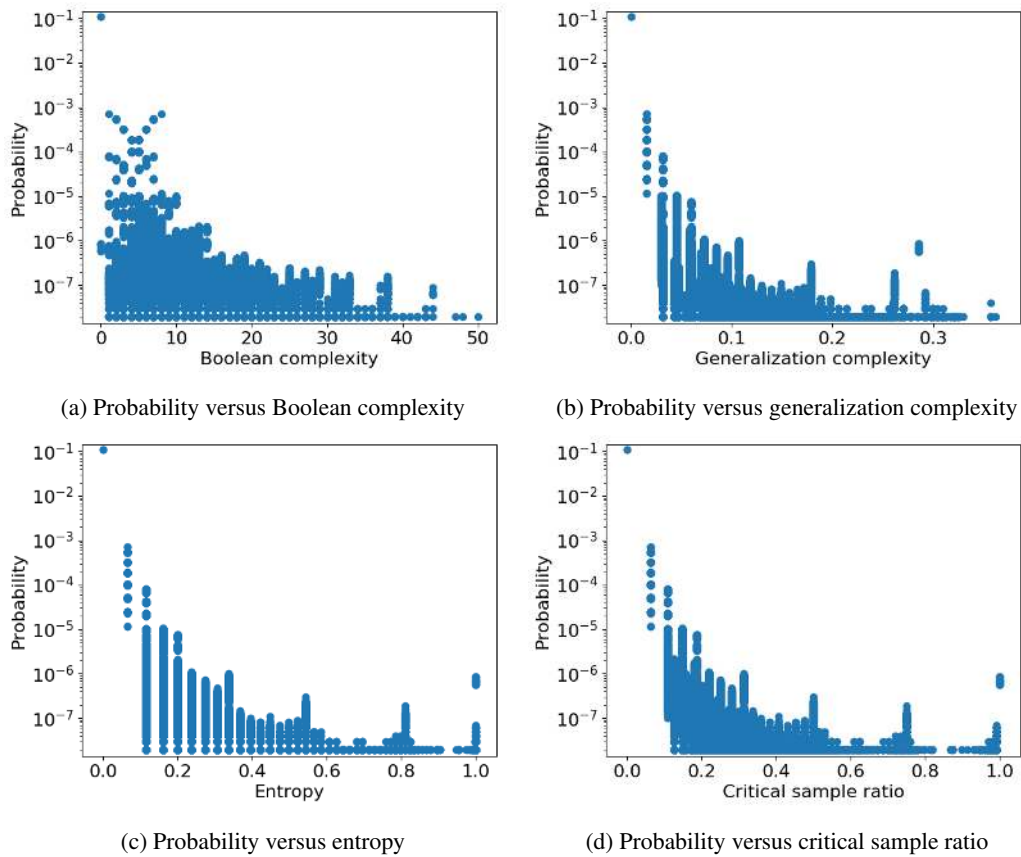 10⁻¹
10⁻²
10⁻³
10⁻⁴
10⁻⁵
10⁻⁶
10⁻⁷
Probability
0 10 20 30 40 50
Boolean complexity
(a) Probability versus Boolean complexity
10⁻¹
10⁻²
10⁻³
10⁻⁴
10⁻⁵
10⁻⁶
10⁻⁷
Probability
0.0 0.1 0.2 0.3
Generalization complexity
(b) Probability versus generalization complexity
10⁻¹
10⁻²
10⁻³
10⁻⁴
10⁻⁵
10⁻⁶
10⁻⁷
Probability
0.0 0.2 0.4 0.6 0.8 1.0
Entropy
(c) Probability versus entropy
10⁻¹
10⁻²
10⁻³
10⁻⁴
10⁻⁵
10⁻⁶
10⁻⁷
Probability
0.0 0.2 0.4 0.6 0.8 1.0
Critical sample ratio
(d) Probability versus critical sample ratio